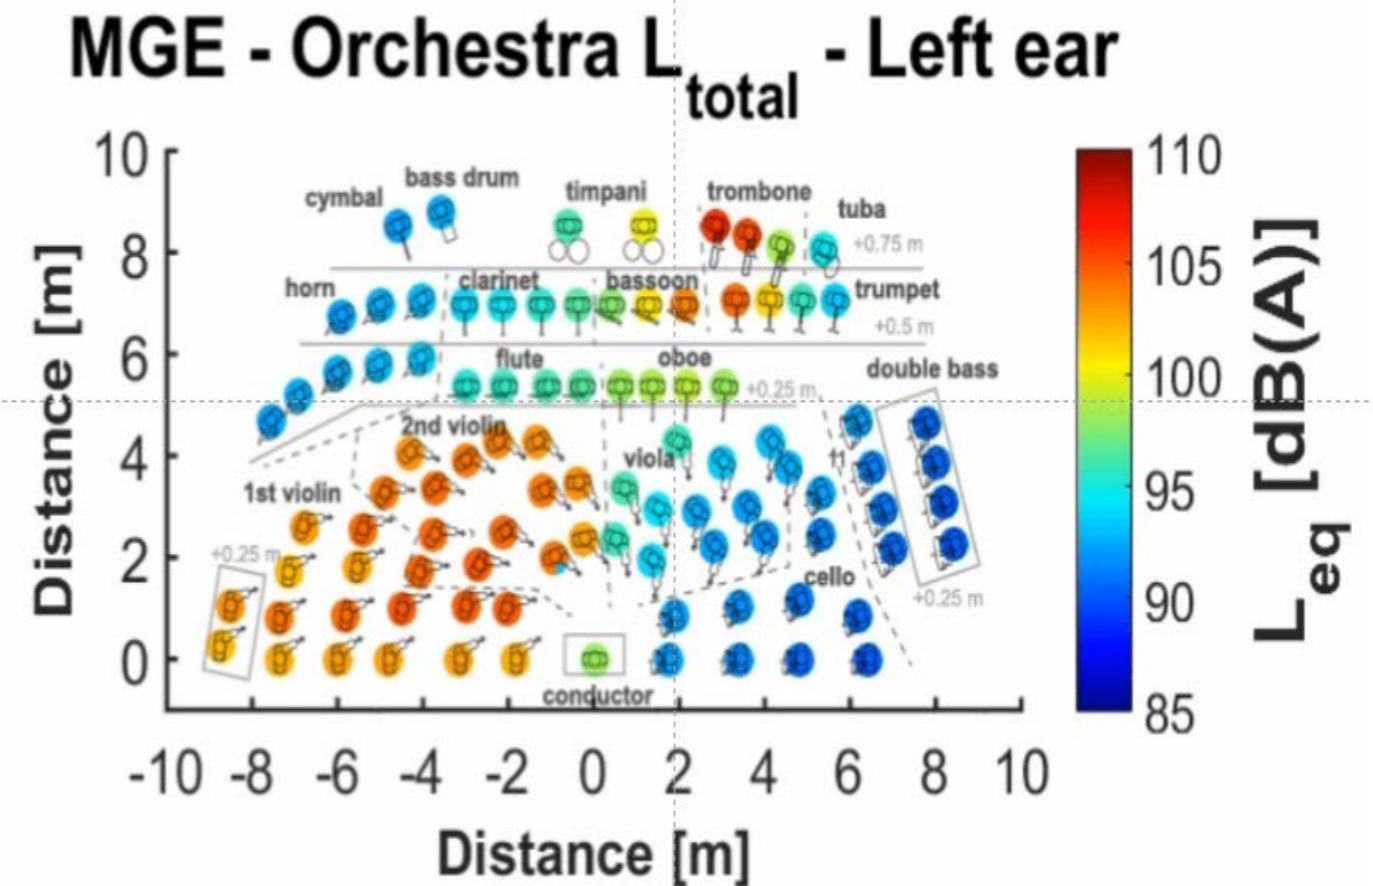 MGE - Orchestra Ltotal - Left ear
10
8
6
4
2
0
Distance [m]
cymbal
bass drum
timpani
trombone
tuba
+0.75 m
horn
clarinet
bassoon
trumpet
+0.5 m
flute
oboe
+0.25 m
double bass
2nd violin
viola
1st violin
+0.25 m
cello
+0.25 m
conductor
-10 -8 -6 -4 -2 0 2 4 6 8 10
Distance [m]
110
105
100
95
90
85
Leq [dB(A)]